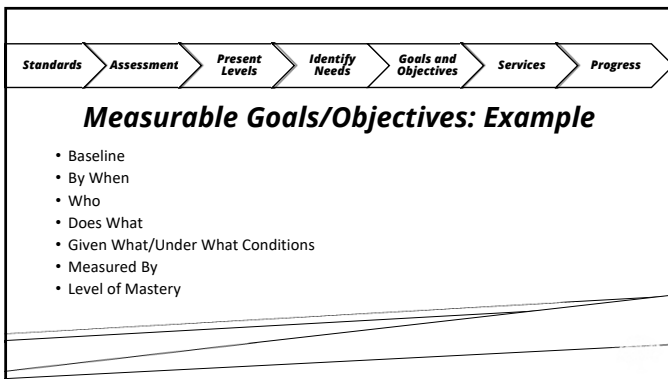 Standards
Assessment
Present
Levels
Identify
Needs
Goals and
Objectives
Services
Progress
Measurable Goals/Objectives: Example
• Baseline
• By When
• Who
• Does What
• Given What/Under What Conditions
• Measured By
• Level of Mastery